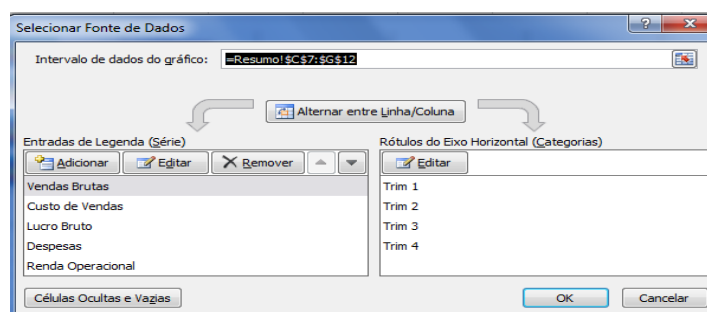 Selecionar Fonte de Dados
Intervalo de dados do gráfico: =Resumo!$C$7:$G$12
Alternar entre Linha/Coluna
Entradas de Legenda (Série)
Adicionar Editar Remover
Vendas Brutas
Custo de Vendas
Lucro Bruto
Despesas
Renda Operacional
Rótulos do Eixo Horizontal (Categorias)
Editar
Trim 1
Trim 2
Trim 3
Trim 4
Células Ocultas e Vazias
OK Cancelar